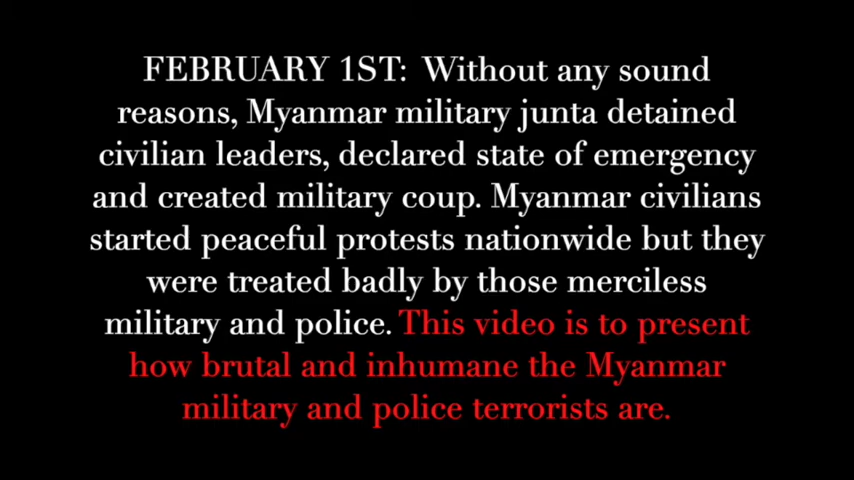 FEBRUARY 1ST: Without any sound
reasons, Myanmar military junta detained
civilian leaders, declared state of emergency
and created military coup. Myanmar civilians
started peaceful protests nationwide but they
were treated badly by those merciless
military and police. This video is to present
how brutal and inhumane the Myanmar
military and police terrorists are.